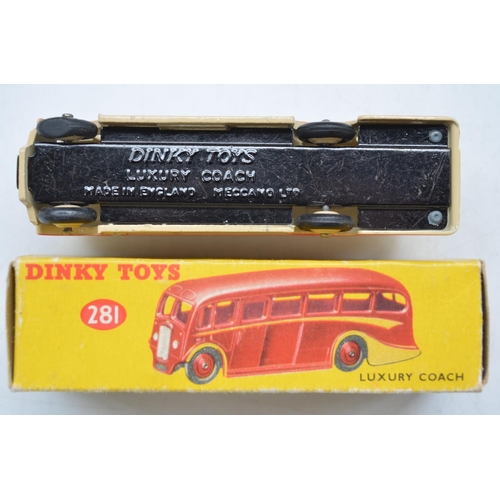 DINKY TOYS
LUXURY COACH
MADE IN ENGLAND MECCANO LTD
DINKY TOYS
281
LUXURY COACH